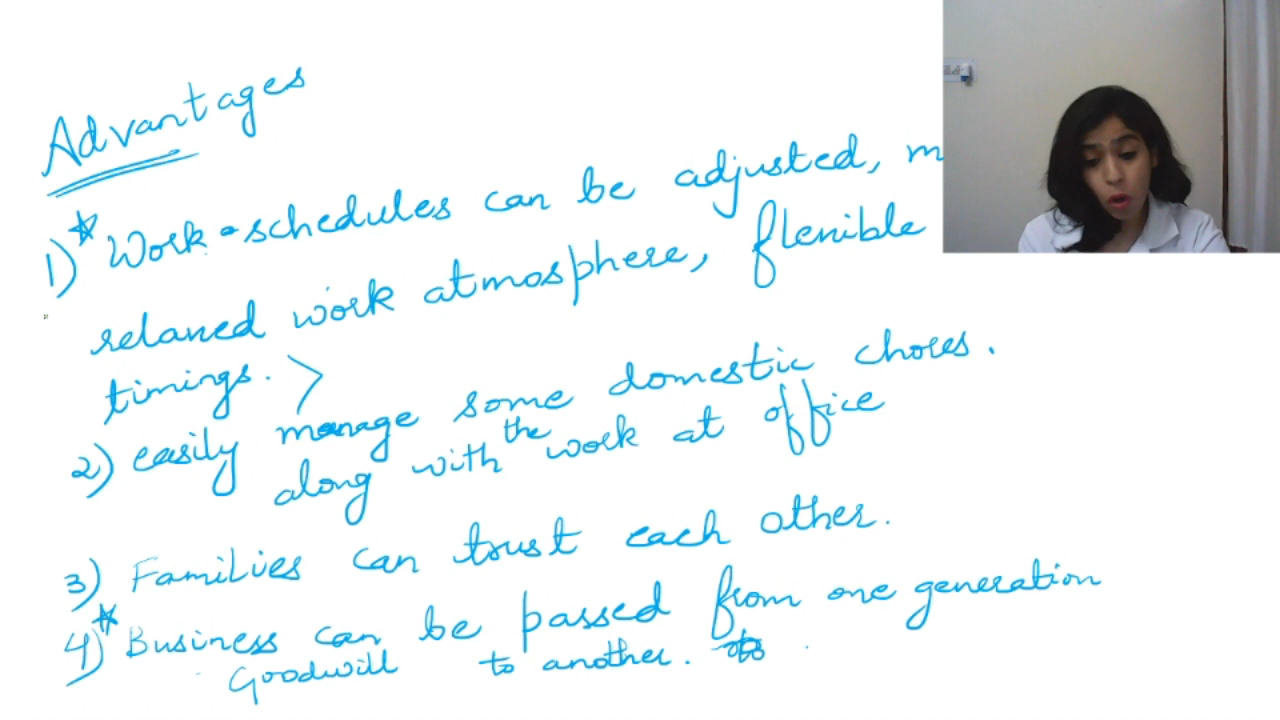 Advantages
1) Work-schedules can be adjusted, m
relaxed work atmosphere, flexible
timings.
2) easily manage some domestic chores.
along with the work at office
3) Families can trust each other.
4) Business can be passed from one generation
Goodwill to another.